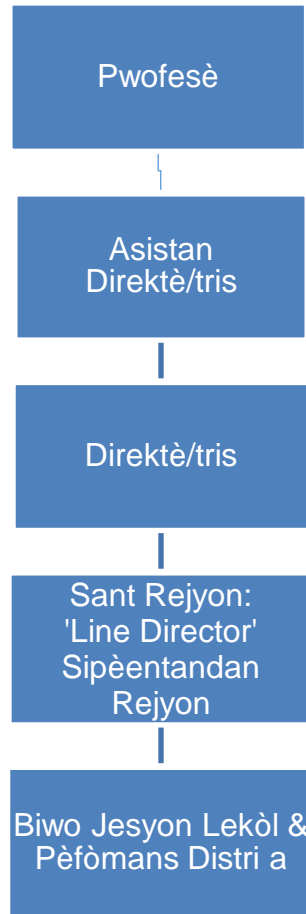 Pwofesè
Asistan
Direktè/tris
Direktè/tris
Sant Rejyon:
'Line Director'
Sipèentandan
Rejyon
Biwo Jesyon Lekòl &
Pèfòmans Distri a